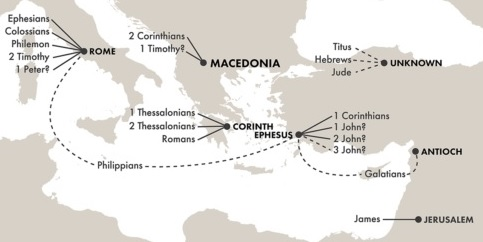 Ephesians
Colossians
Philemon
2 Timothy
1 Peter?
ROME
2 Corinthians
1 Timothy?
MACEDONIA
Titus
Hebrews
Jude
UNKNOWN
1 Thessalonians
2 Thessalonians
Romans
CORINTH
EPHESUS
1 Corinthians
1 John?
2 John?
3 John?
ANTIOCH
Philippians
Galatians
James
JERUSALEM